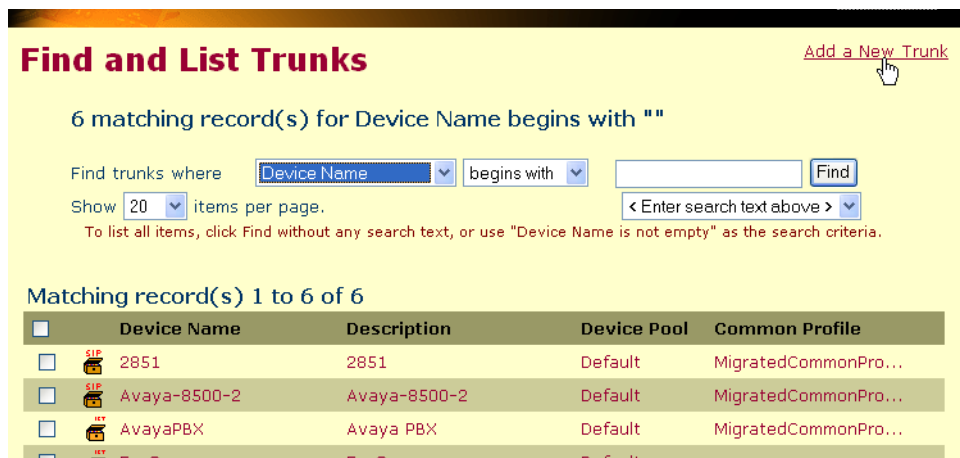 Find and List Trunks
Add a New Trunk
6 matching record(s) for Device Name begins with ""
Find trunks where Device Name begins with Find
Show 20 items per page. < Enter search text above >
To list all items, click Find without any search text, or use "Device Name is not empty" as the search criteria.
Matching record(s) 1 to 6 of 6
Device Name Description Device Pool Common Profile
SIP 2851 2851 Default MigratedCommonPro...
SIP Avaya-8500-2 Avaya-8500-2 Default MigratedCommonPro...
ICT AvayaPBX Avaya PBX Default MigratedCommonPro...